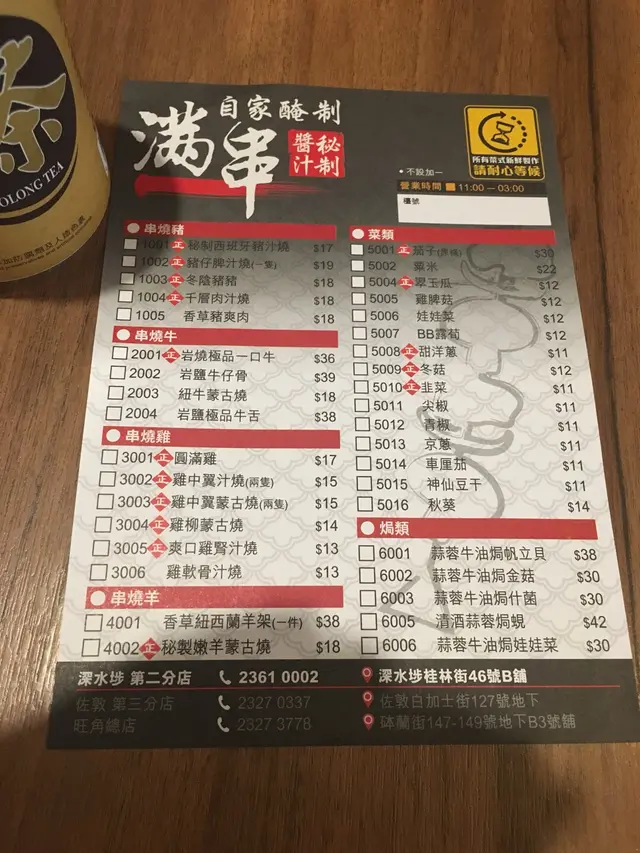 茶
OOLONG TEA
自家醃制
滿串
醬秘
汁制
所有菜式新鮮製作
請耐心等候
• 不設加一
營業時間 11:00 — 03:00
櫃號
串燒豬
1001 正 秘制西班牙豬汁燒 $17
1002 正 豬仔脾汁燒(一隻) $19
1003 正 冬陰豬豬 $18
1004 正 千層肉汁燒 $18
1005 香草豬爽肉 $18
串燒牛
2001 正 岩燒極品一口牛 $36
2002 岩鹽牛仔骨 $39
2003 紐牛蒙古燒 $18
2004 岩鹽極品牛舌 $38
串燒雞
3001 正 圓滿雞 $17
3002 正 雞中翼汁燒(兩隻) $15
3003 正 雞中翼蒙古燒(兩隻) $15
3004 正 雞柳蒙古燒 $14
3005 正 爽口雞腎汁燒 $13
3006 雞軟骨汁燒 $13
串燒羊
4001 香草紐西蘭羊架(一件) $38
4002 正 秘製嫩羊蒙古燒 $18
菜類
5001 正 茄子 $30
5002 粟米 $22
5004 正 翠玉瓜 $12
5005 雞脾菇 $12
5006 娃娃菜 $12
5007 BB露荀 $12
5008 正 甜洋蔥 $11
5009 正 冬菇 $12
5010 正 韭菜 $11
5011 尖椒 $11
5012 青椒 $11
5013 京蔥 $11
5014 車厘茄 $11
5015 神仙豆干 $11
5016 秋葵 $14
焗類
6001 蒜蓉牛油焗帆立貝 $38
6002 蒜蓉牛油焗金菇 $30
6003 蒜蓉牛油焗什菌 $30
6005 清酒蒜蓉焗蜆 $42
6006 蒜蓉牛油焗娃娃菜 $30
深水埗 第二分店 2361 0002 深水埗桂林街46號B舖
佐敦 第三分店 2327 0337 佐敦白加士街127號地下
旺角總店 2327 3778 砵蘭街147-149號地下B3號舖